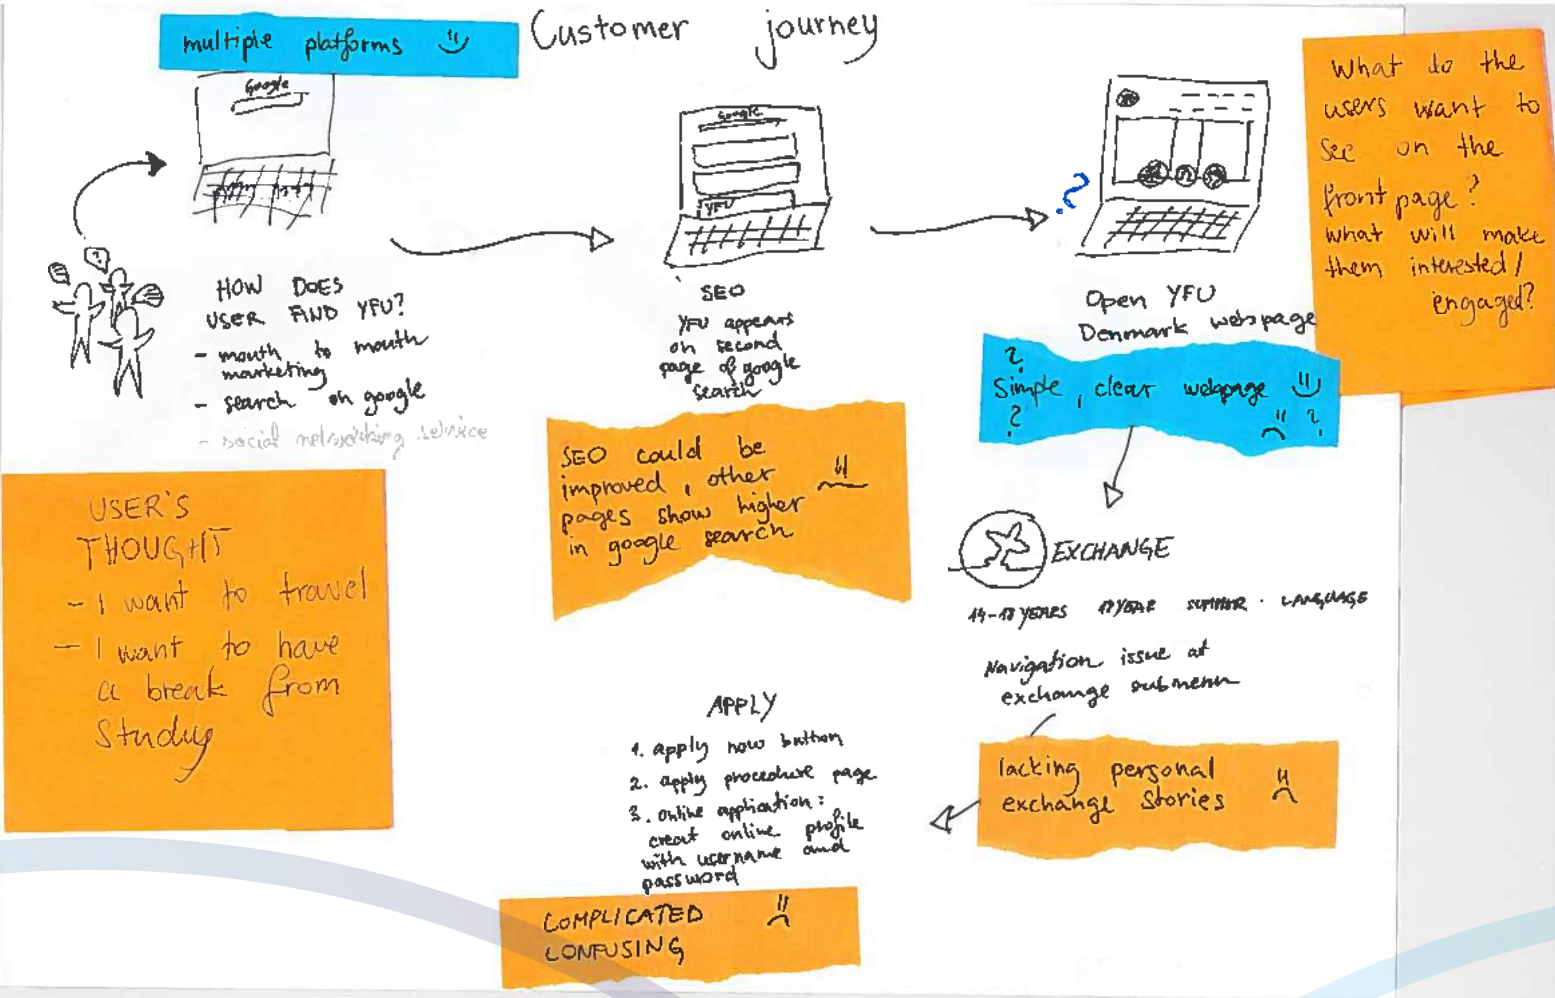 Customer journey
multiple platforms
Google
HOW DOES
USER FIND YFU?
- mouth to mouth
marketing
- search on google
- social networking service
USER'S
THOUGHT
- I want to travel
- I want to have
a break from
Study
Google
YFU
SEO
YFU appears
on second
page of google
search
SEO could be
improved, other
pages show higher
in google search
?
Open YFU
Denmark webpage
?
Simple, clear webpage
? ?
What do the
users want to
see on the
front page?
What will make
them interested/
engaged?
EXCHANGE
14-18 YEARS YEAR SUMMER · LANGUAGE
Navigation issue at
exchange submenu
lacking personal
exchange stories
APPLY
1. apply now button
2. apply procedure page
3. online application:
creat online profile
with username and
password
COMPLICATED
CONFUSING